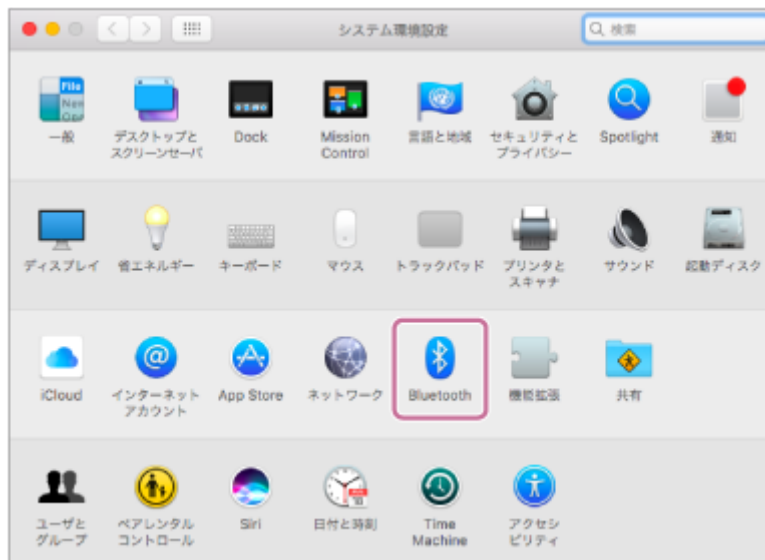 システム環境設定
検索
File
New
一般
デスクトップと
スクリーンセーバ
Dock
Mission
Control
言語と地域
セキュリティと
プライバシー
Spotlight
通知
ディスプレイ
省エネルギー
キーボード
マウス
トラックパッド
プリンタと
スキャナ
サウンド
起動ディスク
iCloud
インターネット
アカウント
App Store
ネットワーク
Bluetooth
機能拡張
共有
ユーザと
グループ
ペアレンタル
コントロール
Siri
日付と時刻
Time
Machine
アクセシ
ビリティ